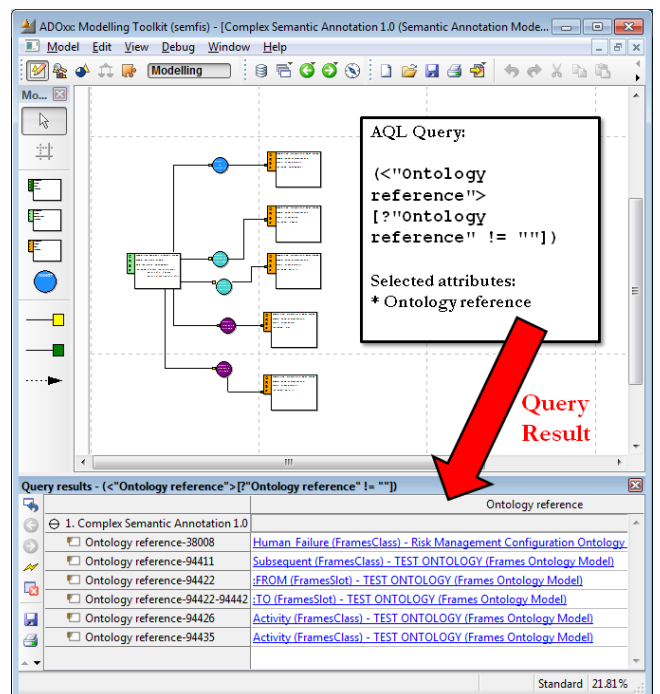 ADOxx: Modelling Toolkit (semfis) - [Complex Semantic Annotation 1.0 (Semantic Annotation Mode...
Model Edit View Debug Window Help
Modelling
Mo...
AQL Query:
(<"Ontology
reference">
[?"Ontology
reference" != ""])
Selected attributes:
* Ontology reference
Query
Result
Query results - (<"Ontology reference">[?"Ontology reference" != ""])
Ontology reference
1. Complex Semantic Annotation 1.0
Ontology reference-38008 Human Failure (FramesClass) - Risk Management Configuration Ontology
Ontology reference-94411 Subsequent (FramesClass) - TEST ONTOLOGY (Frames Ontology Model)
Ontology reference-94422 :FROM (FramesSlot) - TEST ONTOLOGY (Frames Ontology Model)
Ontology reference-94422-94442 :TO (FramesSlot) - TEST ONTOLOGY (Frames Ontology Model)
Ontology reference-94426 Activity (FramesClass) - TEST ONTOLOGY (Frames Ontology Model)
Ontology reference-94435 Activity (FramesClass) - TEST ONTOLOGY (Frames Ontology Model)
Standard 21.81%